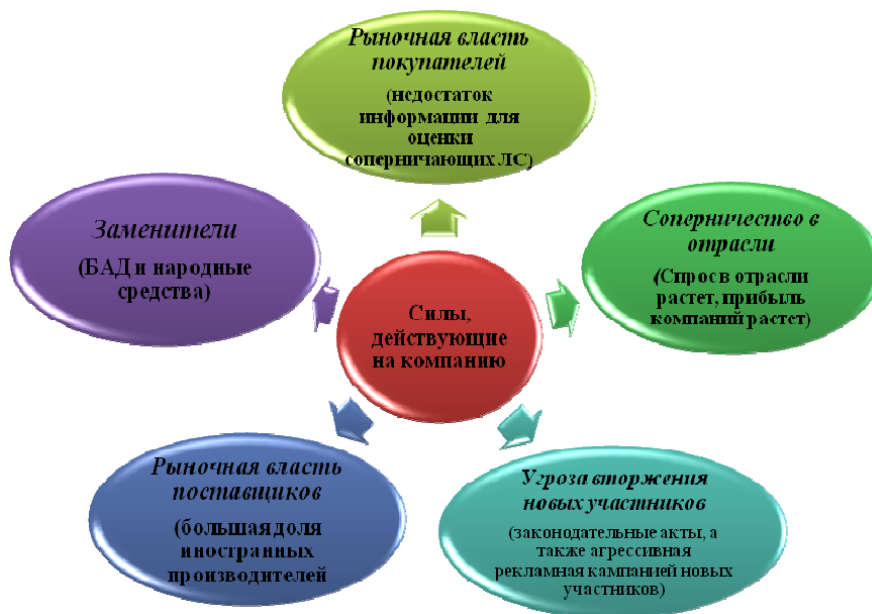 Рыночная власть
покупателей
(недостаток
информации для
оценки
соперничающих ЛС)
Заменители
(БАД и народные
средства)
Соперничество в
отрасли
(Спрос в отрасли
растет, прибыль
компаний растет)
Силы,
действующие
на компанию
Рыночная власть
поставщиков
(большая доля
иностранных
производителей
Угроза вторжения
новых участников
(законодательные акты, а
также агрессивная
рекламная кампанией новых
участников)